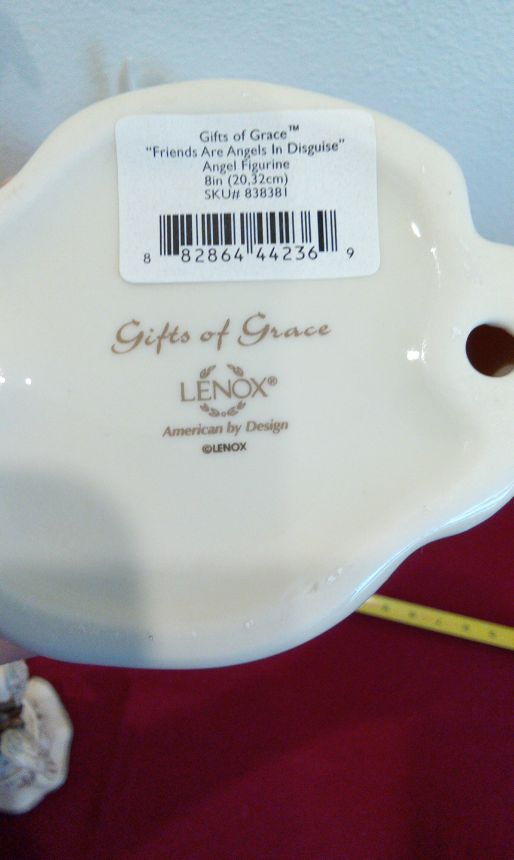 Gifts of Grace™
"Friends Are Angels In Disguise"
Angel Figurine
8in (20,32cm)
SKU# 838381
8 82864 44236 9
Gifts of Grace
LENOX®
American by Design
©LENOX